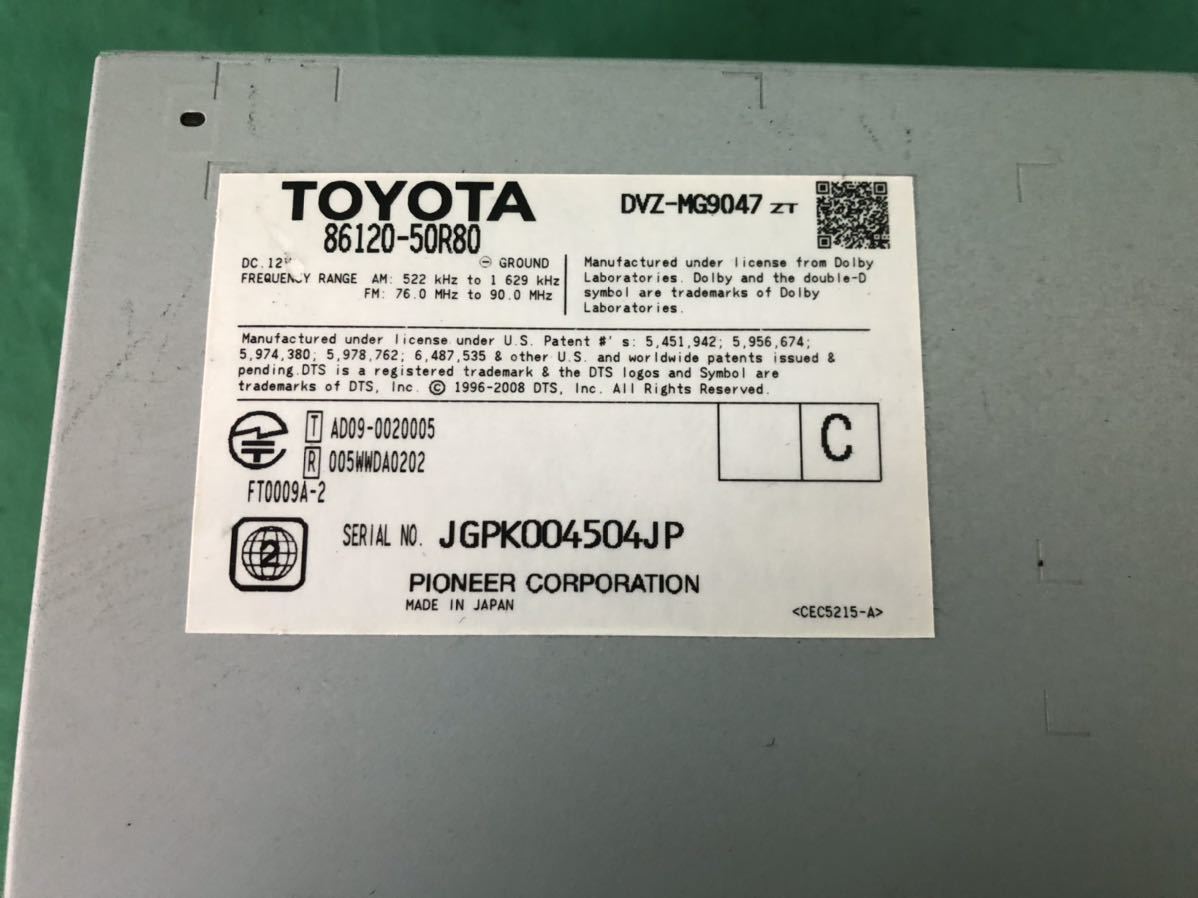 TOYOTA
86120-50R80
DVZ-MG9047 ZT
DC.12V ⊖ GROUND
FREQUENCY RANGE AM: 522 kHz to 1 629 kHz
FM: 76.0 MHz to 90.0 MHz
Manufactured under license from Dolby
Laboratories. Dolby and the double-D
symbol are trademarks of Dolby
Laboratories.
Manufactured under license under U.S. Patent #' s: 5,451,942; 5,956,674;
5,974,380; 5,978,762; 6,487,535 & other U.S. and worldwide patents issued &
pending.DTS is a registered trademark & the DTS logos and Symbol are
trademarks of DTS, Inc. © 1996-2008 DTS, Inc. All Rights Reserved.
T AD09-0020005
R 005WWDA0202
FT0009A-2
C
2
SERIAL NO. JGPK004504JP
PIONEER CORPORATION
MADE IN JAPAN
<CEC5215-A>